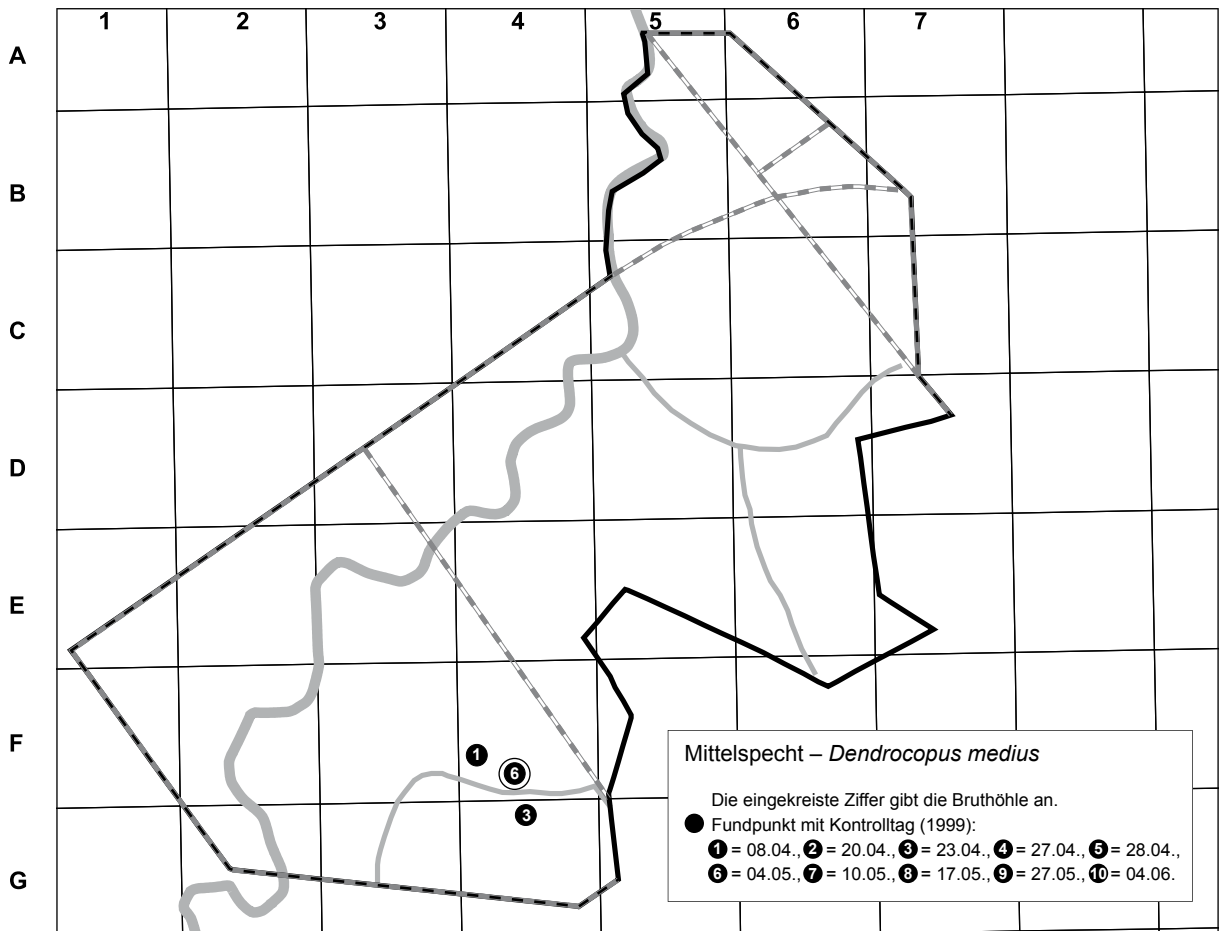 1 2 3 4 5 6 7
A
B
C
D
E
F
G
1
6
3
Mittelspecht – Dendrocopus medius
Die eingekreiste Ziffer gibt die Bruthöhle an.
Fundpunkt mit Kontrolltag (1999):
1 = 08.04., 2 = 20.04., 3 = 23.04., 4 = 27.04., 5 = 28.04.,
6 = 04.05., 7 = 10.05., 8 = 17.05., 9 = 27.05., 10 = 04.06.